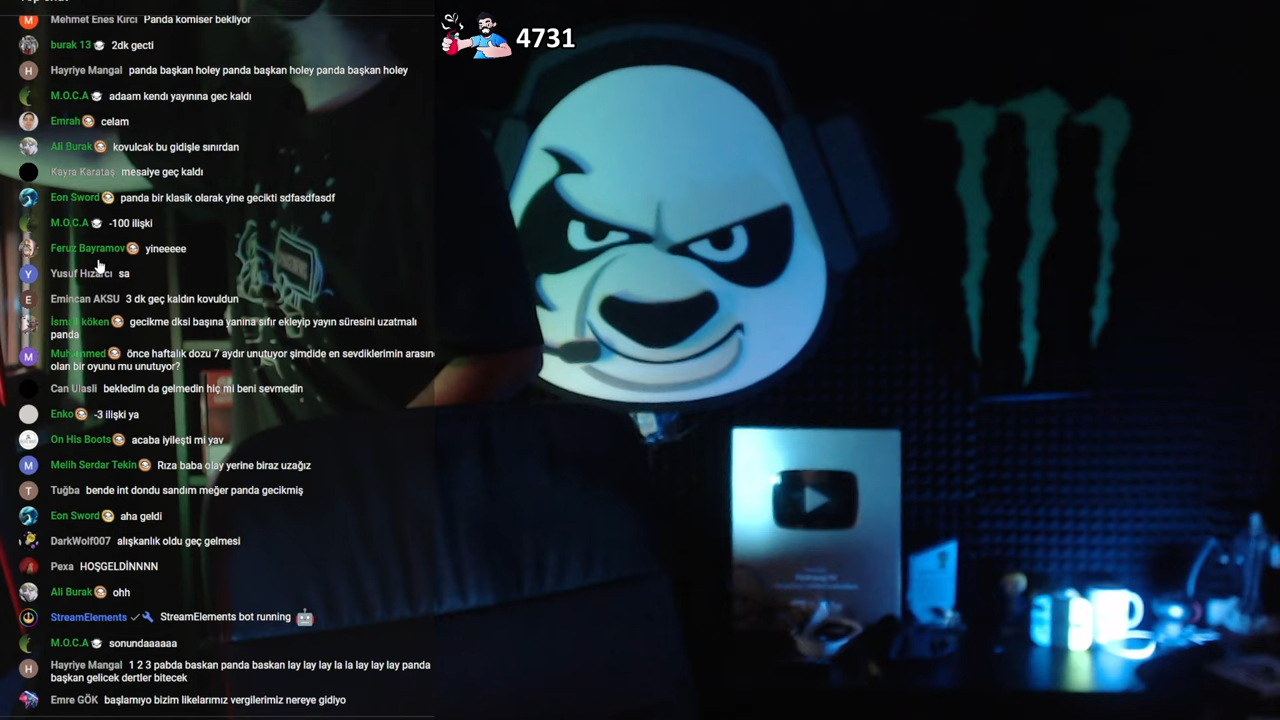 Mehmet Enes Kırcı Panda komiser bekliyor
burak 13 2dk gecti
Hayriye Mangal panda başkan holey panda başkan holey panda başkan holey
M.O.C.A adaam kendı yayınına gec kaldı
Emrah celam
Ali Burak kovulcak bu gidişle sınırdan
Kayra Karataş mesaiye geç kaldı
Eon Sword panda bir klasik olarak yine gecikti sdfasdfasdf
M.O.C.A -100 ilişki
Feruz Bayramov yineeeee
Yusuf Hızarcı sa
Emincan AKSU 3 dk geç kaldın kovuldun
İsmail köken gecikme dksi başına yanına sıfır ekleyip yayın süresini uzatmalı
panda
Muhammed önce haftalık dozu 7 aydır unutuyor şimdide en sevdiklerimin arasın
olan bir oyunu mu unutuyor?
Can Ulasli bekledim da gelmedin hiç mi beni sevmedin
Enko -3 ilişki ya
On His Boots acaba iyileşti mi yav
Melih Serdar Tekin Rıza baba olay yerine biraz uzağız
Tuğba bende int dondu sandım meğer panda gecikmiş
Eon Sword aha geldi
DarkWolf007 alışkanlık oldu geç gelmesi
Pexa HOŞGELDİNNNN
Ali Burak ohh
StreamElements StreamElements bot running
M.O.C.A sonundaaaaaa
Hayriye Mangal 1 2 3 pabda baskan panda baskan lay lay lay la la lay lay lay panda
başkan gelicek dertler bitecek
Emre GÖK başlamıyo bizim likelarımız vergilerimiz nereye gidiyo
4731